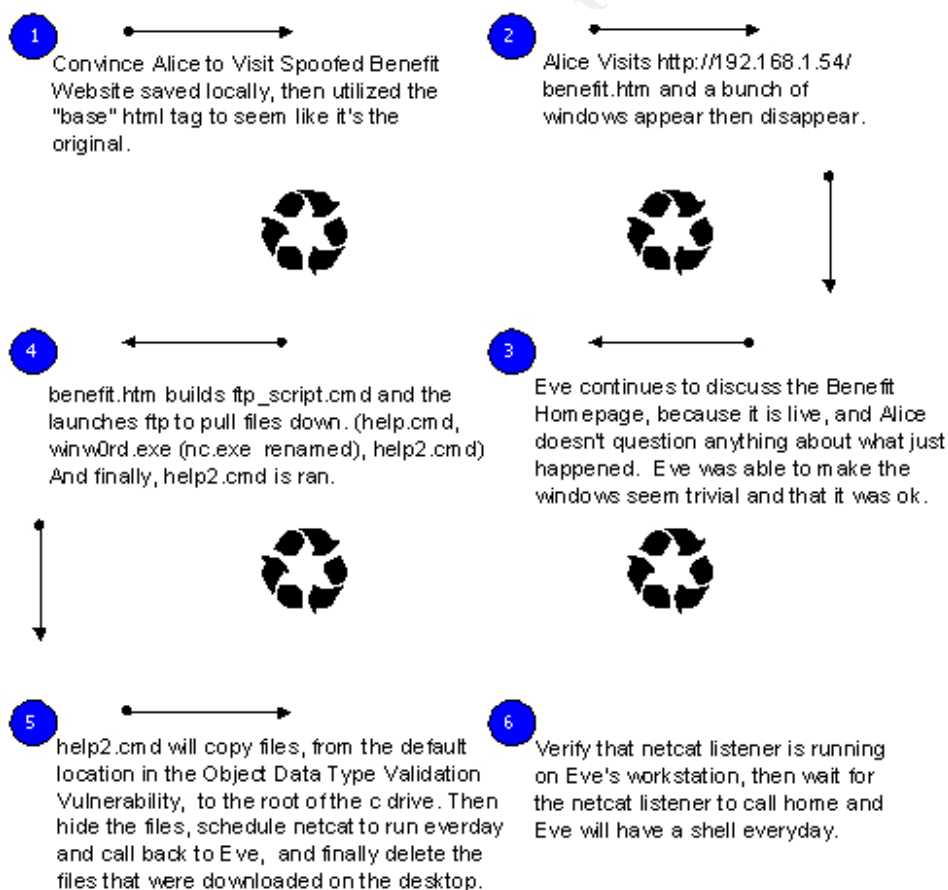 1
Convince Alice to Visit Spoofed Benefit
Website saved locally, then utilized the
"base" html tag to seem like it's the
original.
2
Alice Visits http://192.168.1.54/
benefit.htm and a bunch of
windows appear then disappear.
4
benefit.htm builds ftp_script.cmd and the
launches ftp to pull files down. (help.cmd,
winw0rd.exe (nc.exe renamed), help2.cmd)
And finally, help2.cmd is ran.
3
Eve continues to discuss the Benefit
Homepage, because it is live, and Alice
doesn't question anything about what just
happened. Eve was able to make the
windows seem trivial and that it was ok.
5
help2.cmd will copy files, from the default
location in the Object Data Type Validation
Vulnerability, to the root of the c drive. Then
hide the files, schedule netcat to run everday
and call back to Eve, and finally delete the
files that were downloaded on the desktop.
6
Verify that netcat listener is running
on Eve's workstation, then wait for
the netcat listener to call home and
Eve will have a shell everyday.